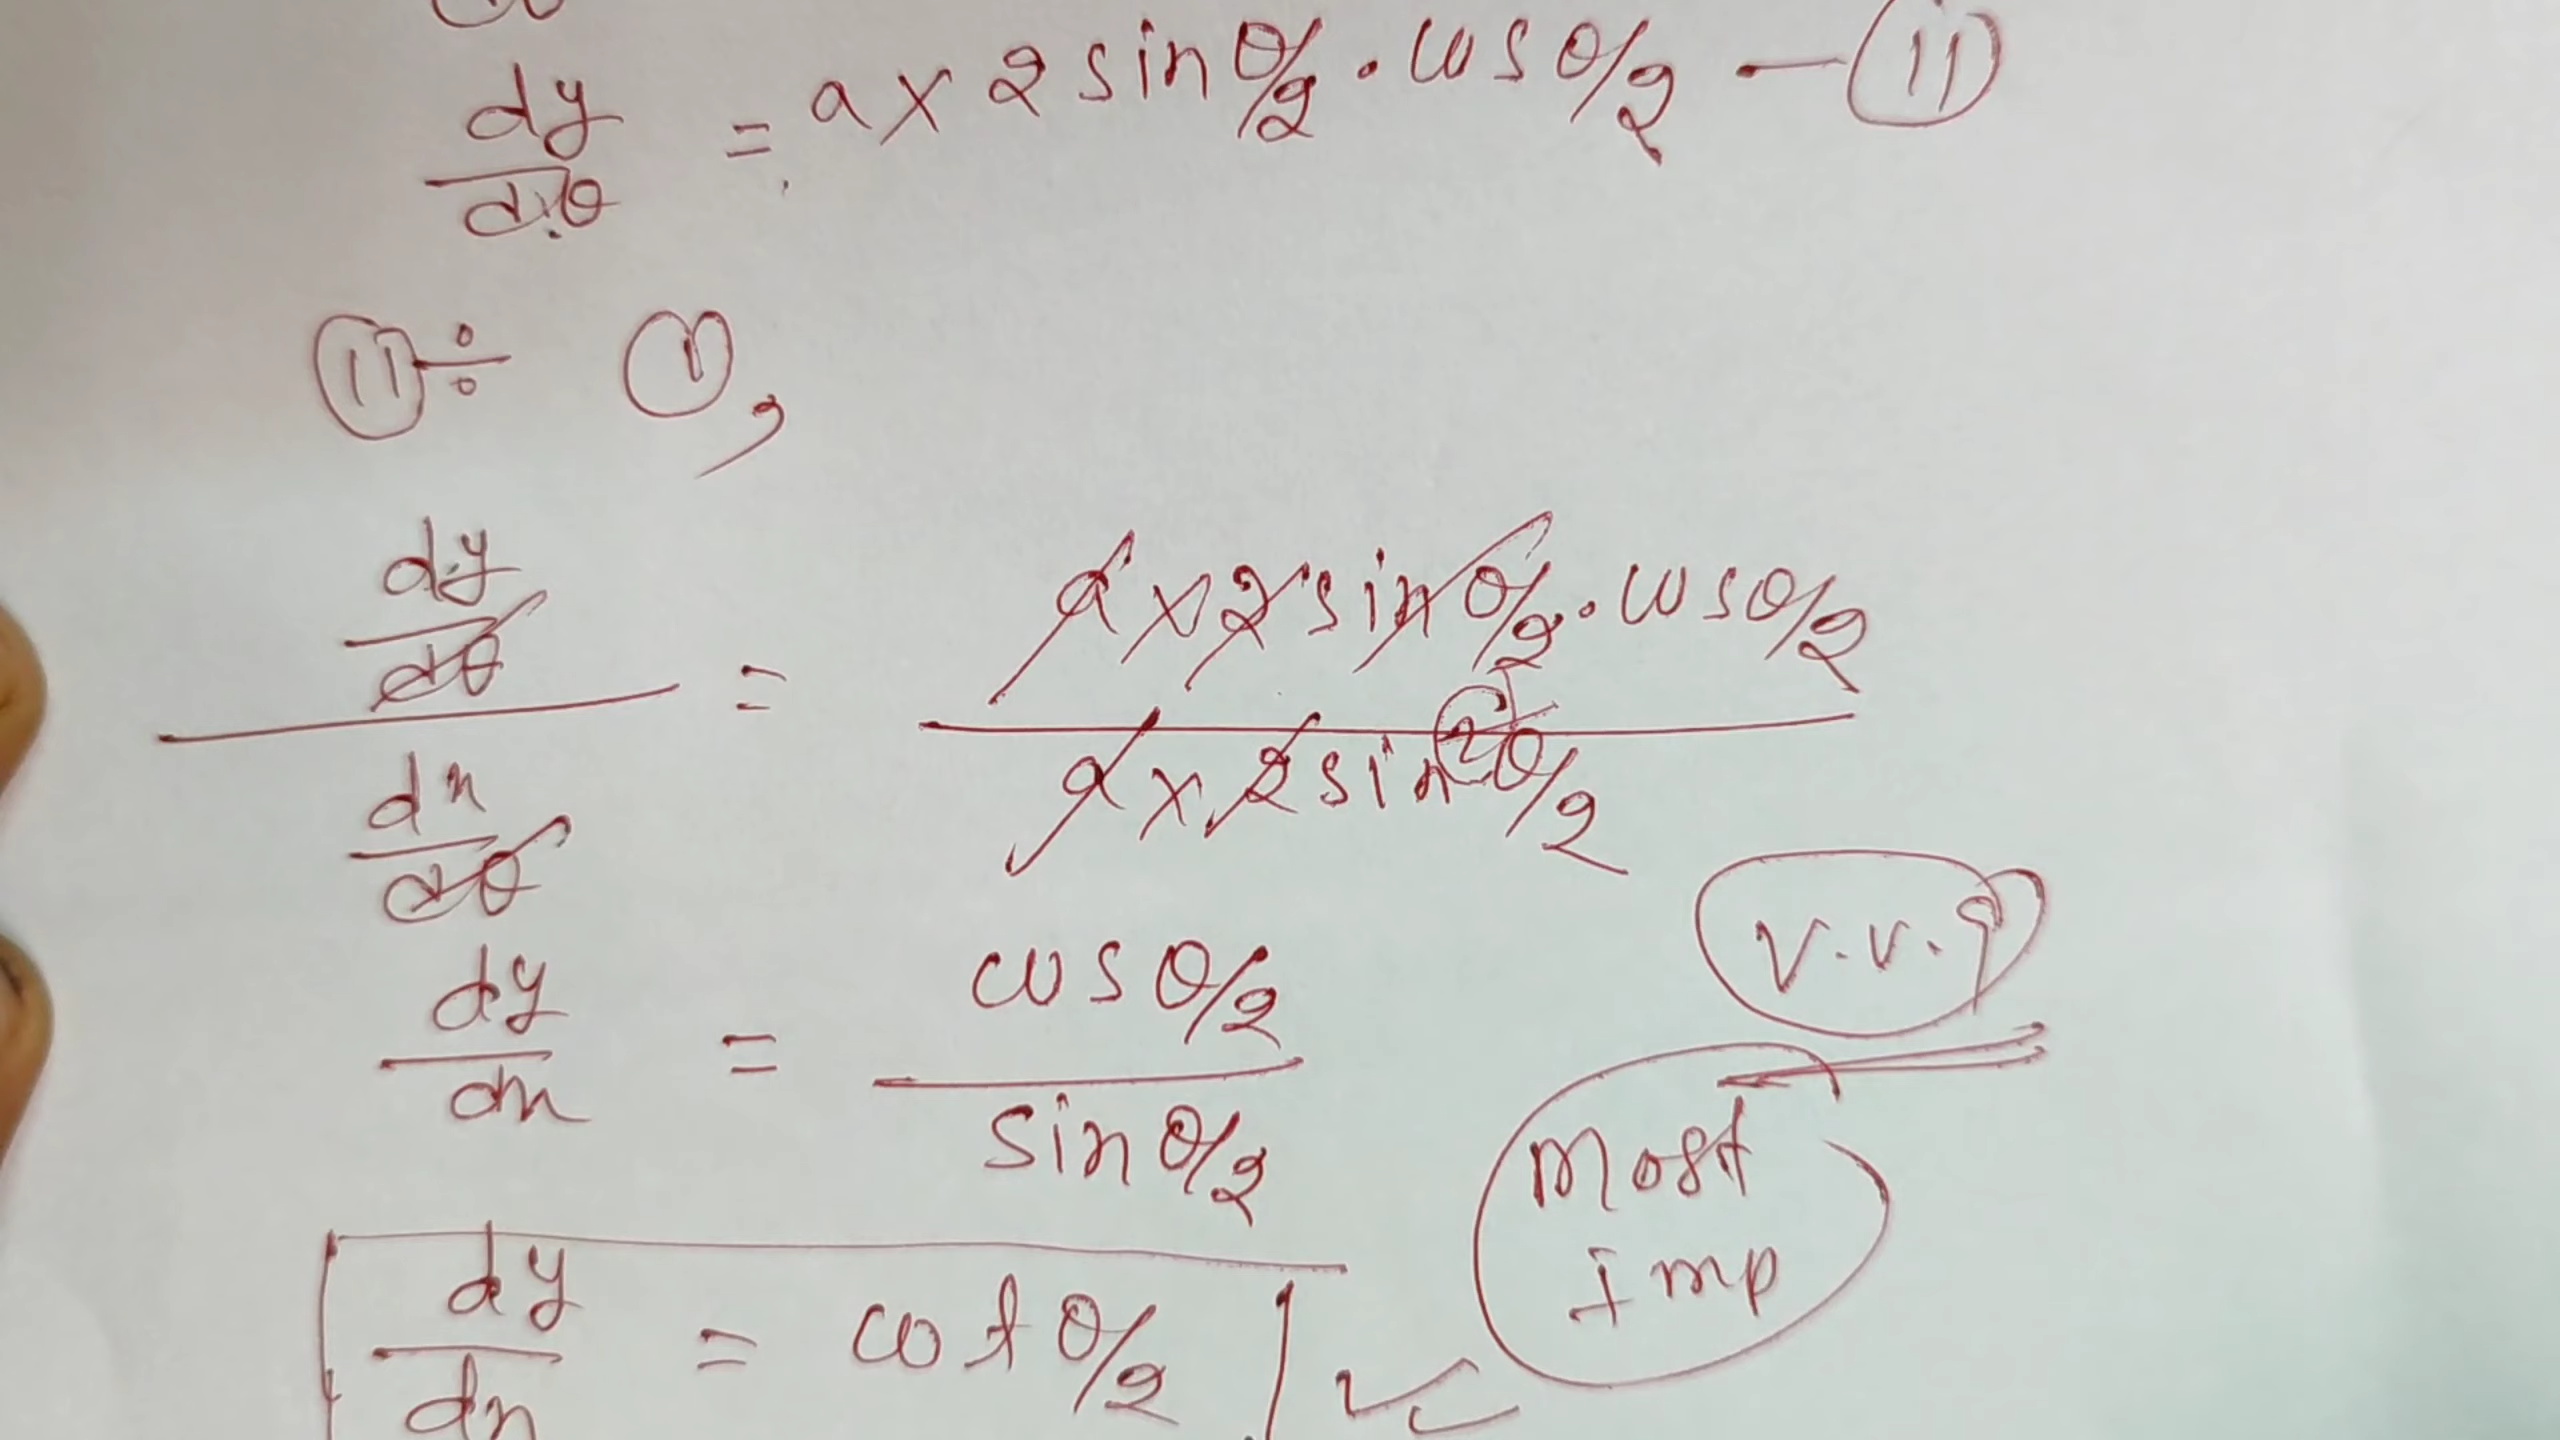 dy/dθ = a x 2 sin θ/2 . cos θ/2 — (11)
(11) ÷ (1),
dy/dθ / dx/dθ = a x 2 sin θ/2 . cos θ/2 / a x 2 sin² θ/2
dy/dx = cos θ/2 / sin θ/2
V.V.9
Most
Imp
dy/dx = cot θ/2